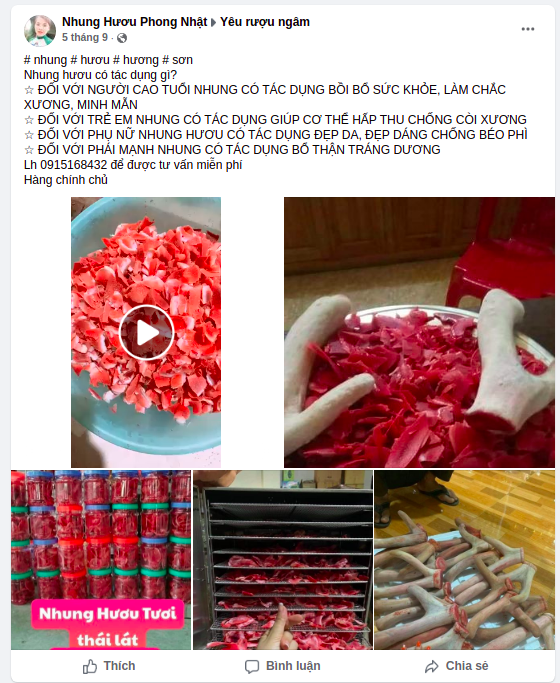 Nhung Hươu Phong Nhật ▸ Yêu rượu ngâm
5 tháng 9 ·
# nhung # hươu # hương # sơn
Nhung hươu có tác dụng gì?
☆ ĐỐI VỚI NGƯỜI CAO TUỔI NHUNG CÓ TÁC DỤNG BỒI BỔ SỨC KHỎE, LÀM CHẮC
XƯƠNG, MINH MẪN
☆ ĐỐI VỚI TRẺ EM NHUNG CÓ TÁC DỤNG GIÚP CƠ THỂ HẤP THU CHỐNG CÒI XƯƠNG
☆ ĐỐI VỚI PHỤ NỮ NHUNG HƯƠU CÓ TÁC DỤNG ĐẸP DA, ĐẸP DÁNG CHỐNG BÉO PHÌ
☆ ĐỐI VỚI PHÁI MẠNH NHUNG CÓ TÁC DỤNG BỔ THẬN TRÁNG DƯƠNG
Lh 0915168432 để được tư vấn miễn phí
Hàng chính chủ
Nhung Hươu Tươi
thái lát
Thích
Bình luận
Chia sẻ